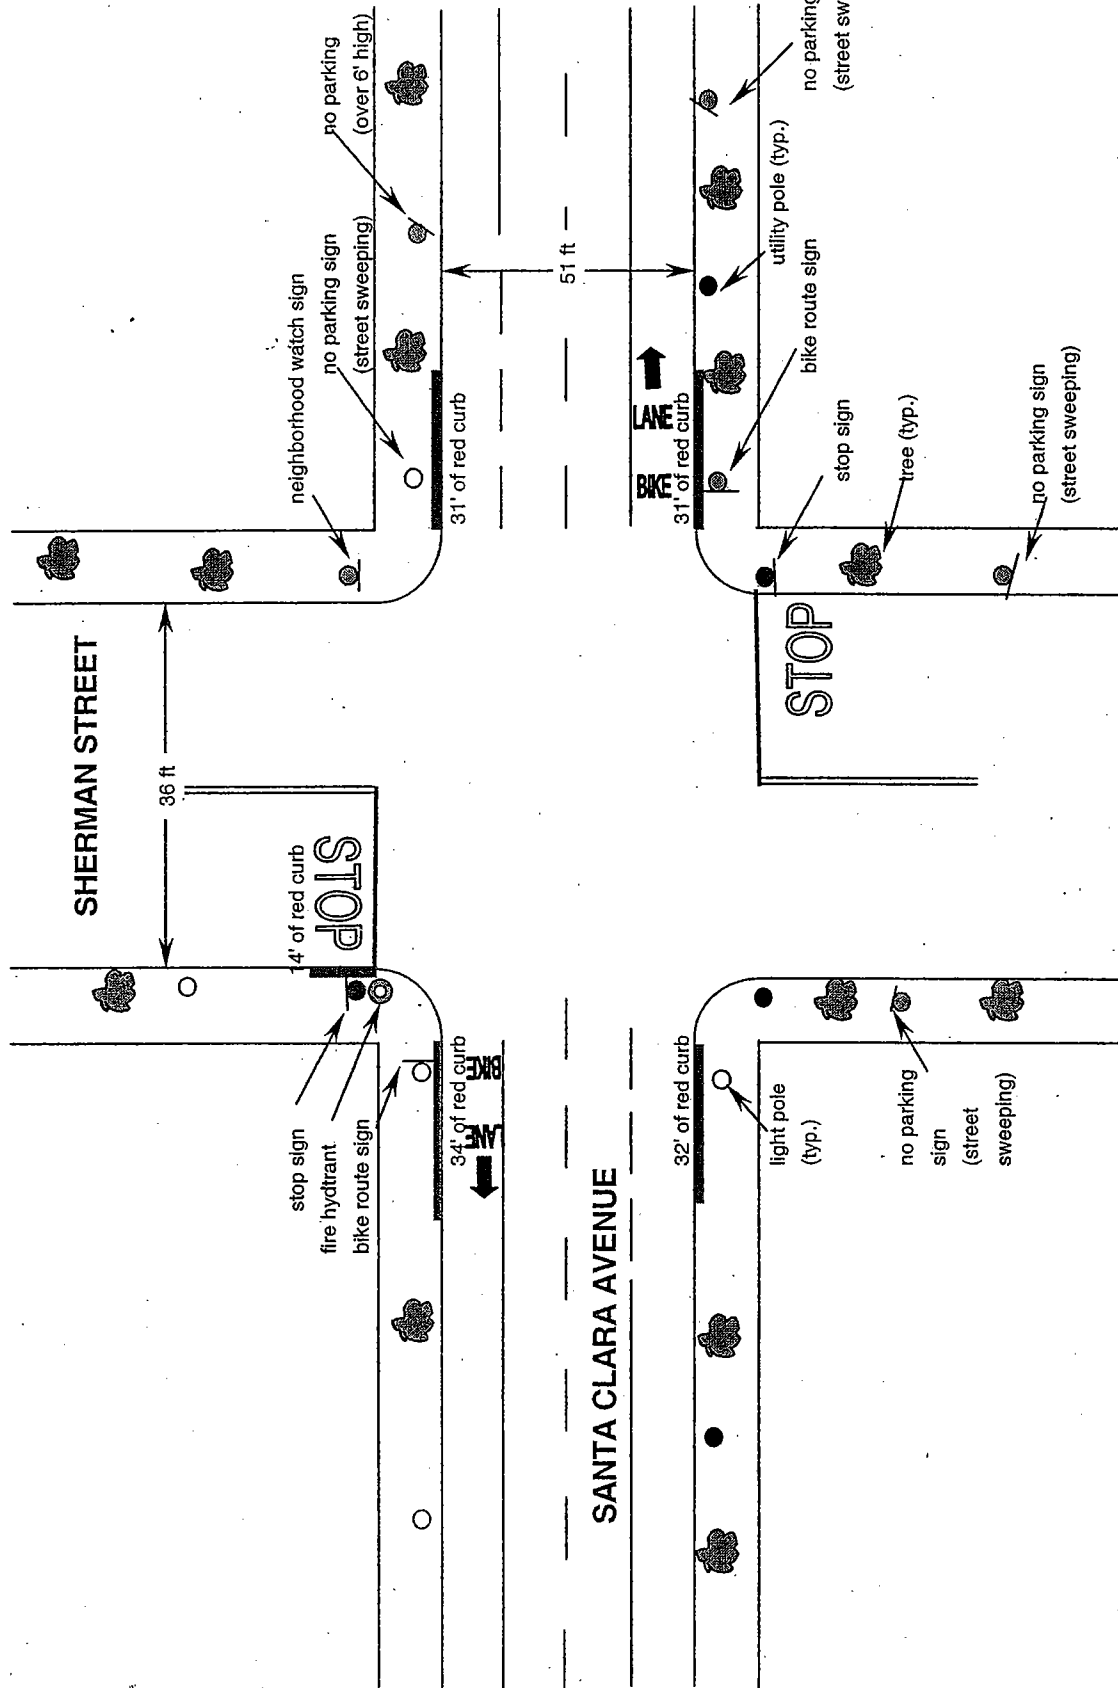 SHERMAN STREET
36 ft
14' of red curb
STOP
stop sign
fire hydtrant
bike route sign
34' of red curb
BIKE
LANE
neighborhood watch sign
no parking sign
(street sweeping)
no parking
(over 6' high)
31' of red curb
51 ft
SANTA CLARA AVENUE
32' of red curb
light pole
(typ.)
no parking
sign
(street
sweeping)
BIKE
LANE
31' of red curb
STOP
stop sign
tree (typ.)
no parking sign
(street sweeping)
bike route sign
utility pole (typ.)
no parking
(street sw